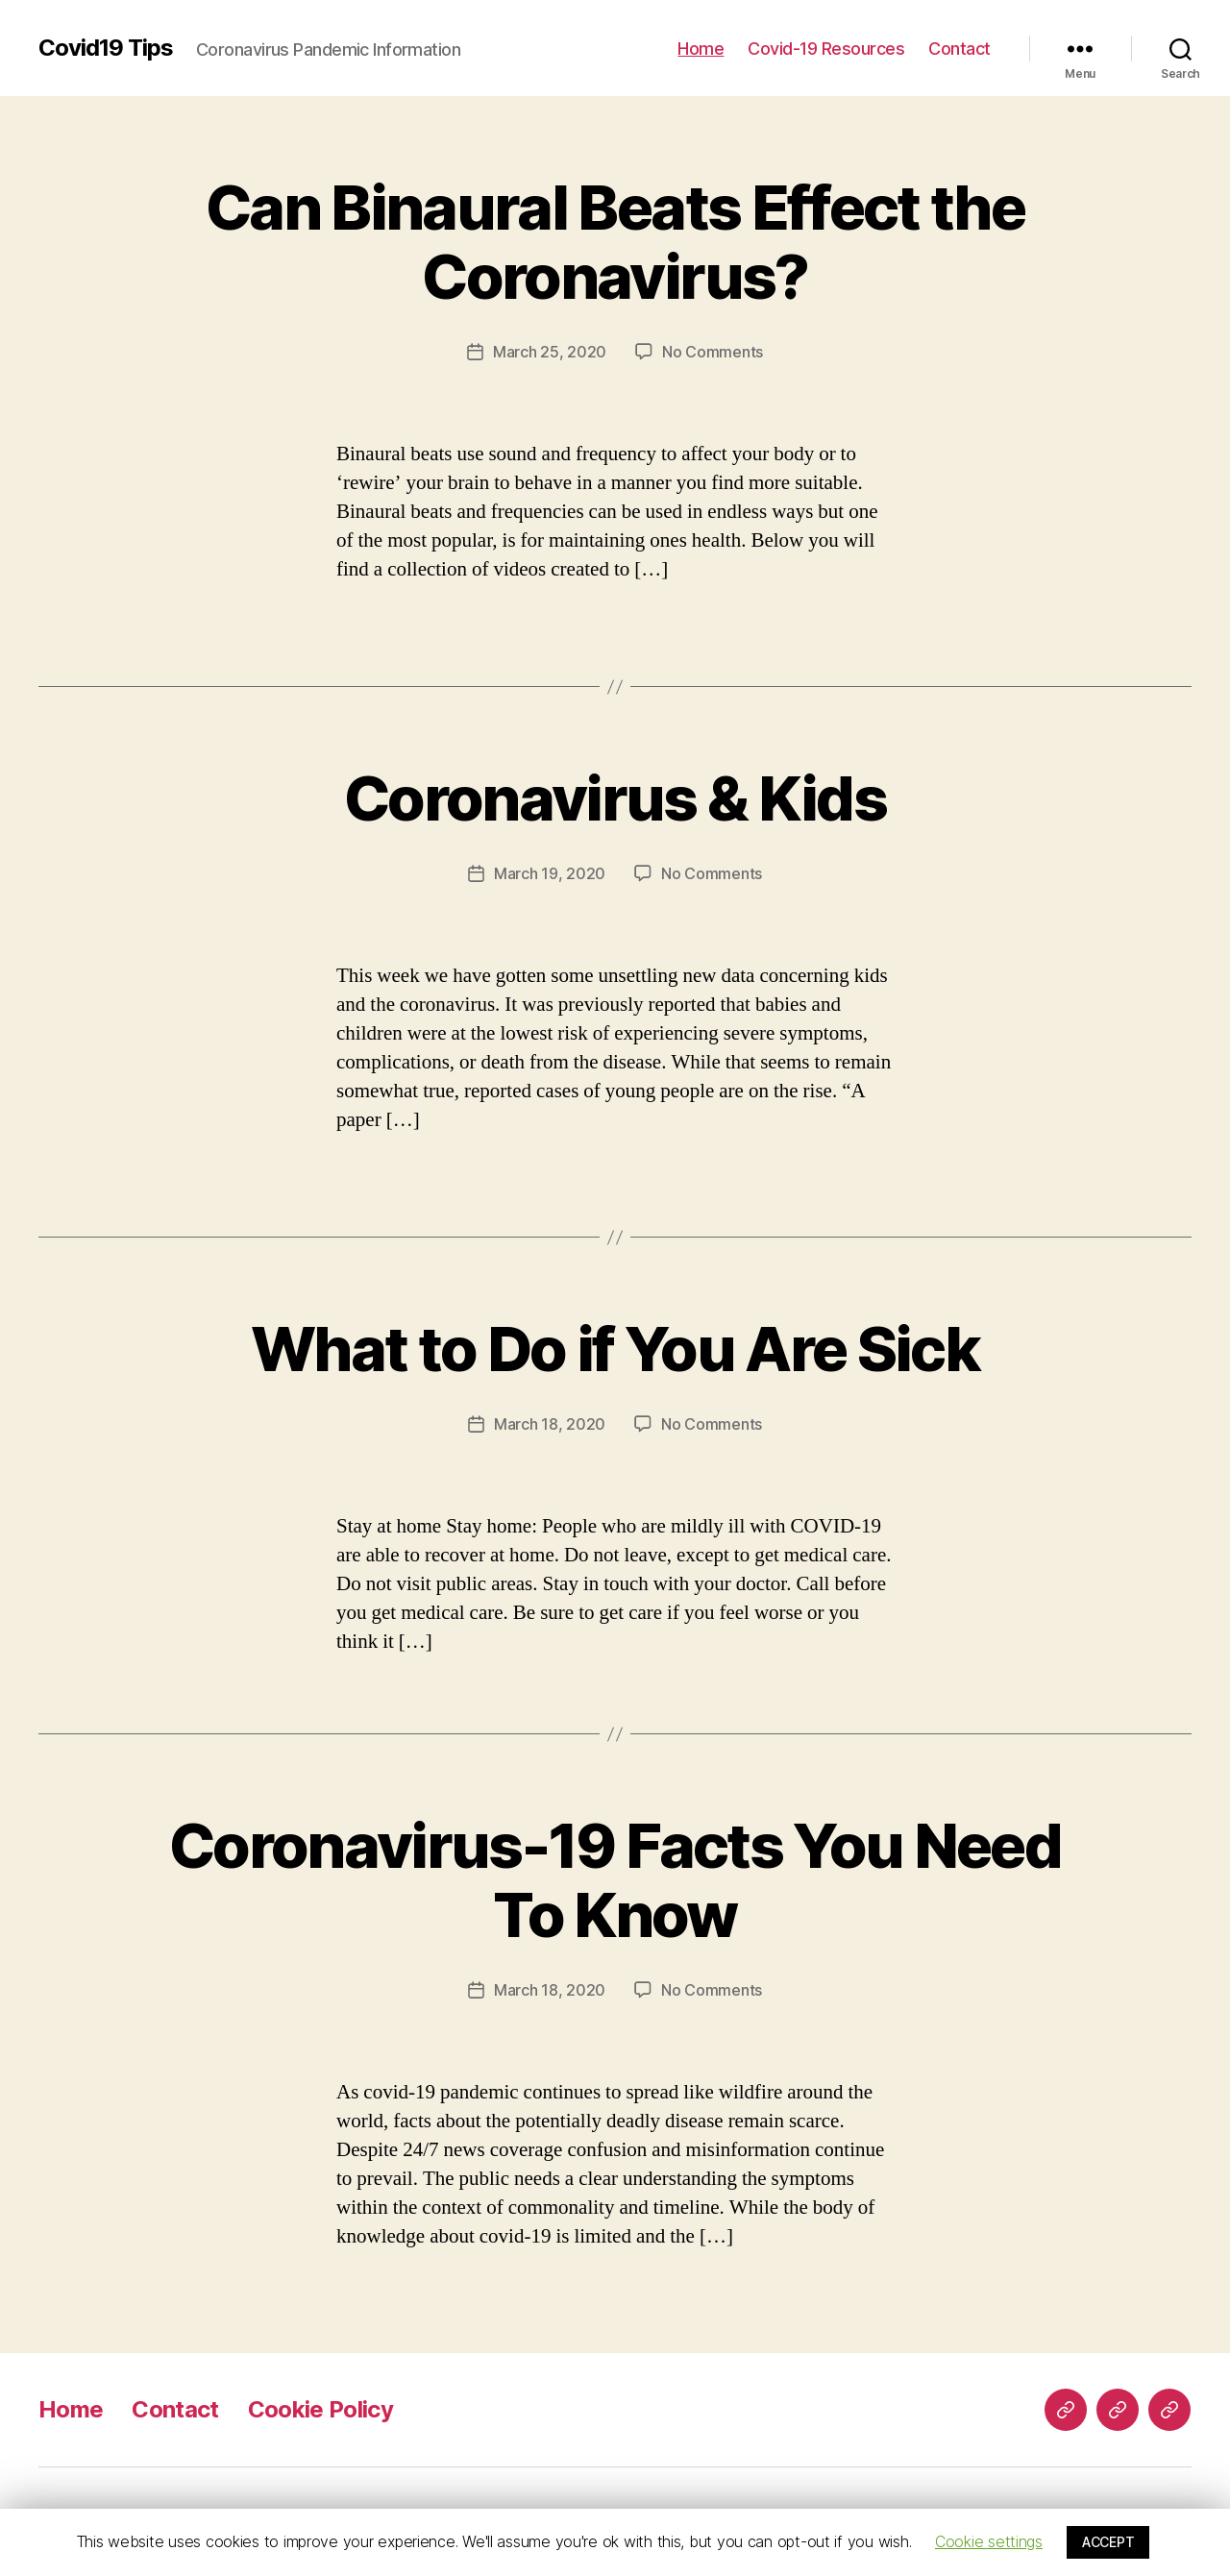 Covid19 Tips
Coronavirus Pandemic Information
Home Covid-19 Resources Contact
Menu
Search
Can Binaural Beats Effect the
Coronavirus?
March 25, 2020 No Comments
Binaural beats use sound and frequency to affect your body or to
‘rewire’ your brain to behave in a manner you find more suitable.
Binaural beats and frequencies can be used in endless ways but one
of the most popular, is for maintaining ones health. Below you will
find a collection of videos created to […]
Coronavirus & Kids
March 19, 2020 No Comments
This week we have gotten some unsettling new data concerning kids
and the coronavirus. It was previously reported that babies and
children were at the lowest risk of experiencing severe symptoms,
complications, or death from the disease. While that seems to remain
somewhat true, reported cases of young people are on the rise. “A
paper […]
What to Do if You Are Sick
March 18, 2020 No Comments
Stay at home Stay home: People who are mildly ill with COVID-19
are able to recover at home. Do not leave, except to get medical care.
Do not visit public areas. Stay in touch with your doctor. Call before
you get medical care. Be sure to get care if you feel worse or you
think it […]
Coronavirus-19 Facts You Need
To Know
March 18, 2020 No Comments
As covid-19 pandemic continues to spread like wildfire around the
world, facts about the potentially deadly disease remain scarce.
Despite 24/7 news coverage confusion and misinformation continue
to prevail. The public needs a clear understanding the symptoms
within the context of commonality and timeline. While the body of
knowledge about covid-19 is limited and the […]
Home Contact Cookie Policy
This website uses cookies to improve your experience. We'll assume you're ok with this, but you can opt-out if you wish. Cookie settings ACCEPT